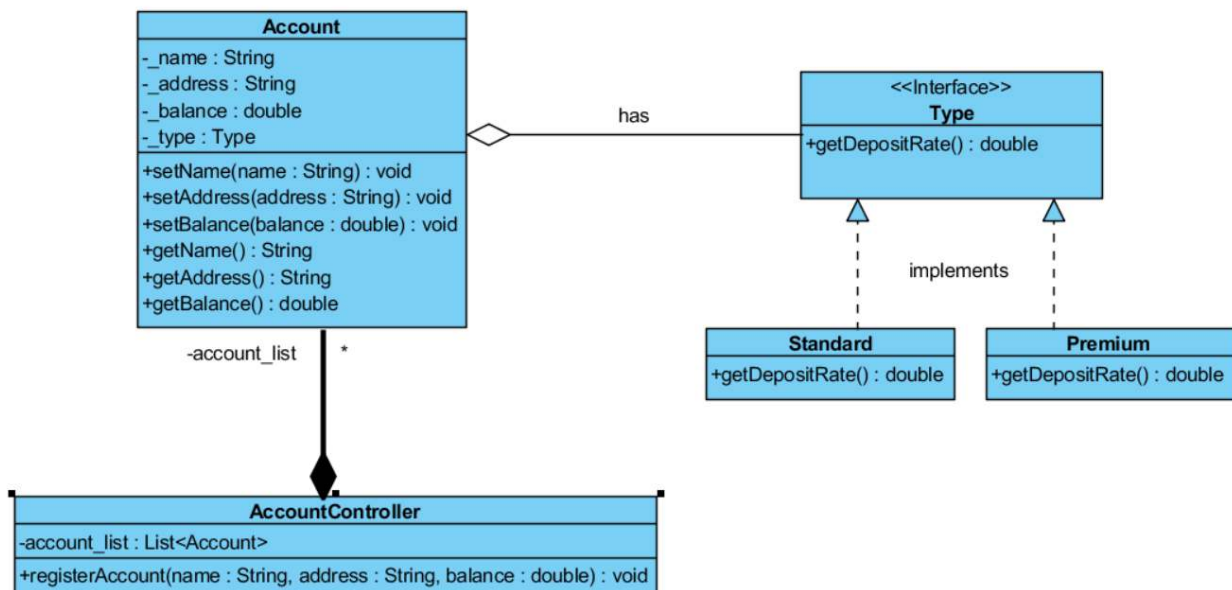 Account
-_name : String
-_address : String
-_balance : double
-_type : Type
+setName(name : String) : void
+setAddress(address : String) : void
+setBalance(balance : double) : void
+getName() : String
+getAddress() : String
+getBalance() : double
has
<<Interface>>
Type
+getDepositRate() : double
implements
Standard
+getDepositRate() : double
Premium
+getDepositRate() : double
-account_list
*
AccountController
-account_list : List<Account>
+registerAccount(name : String, address : String, balance : double) : void